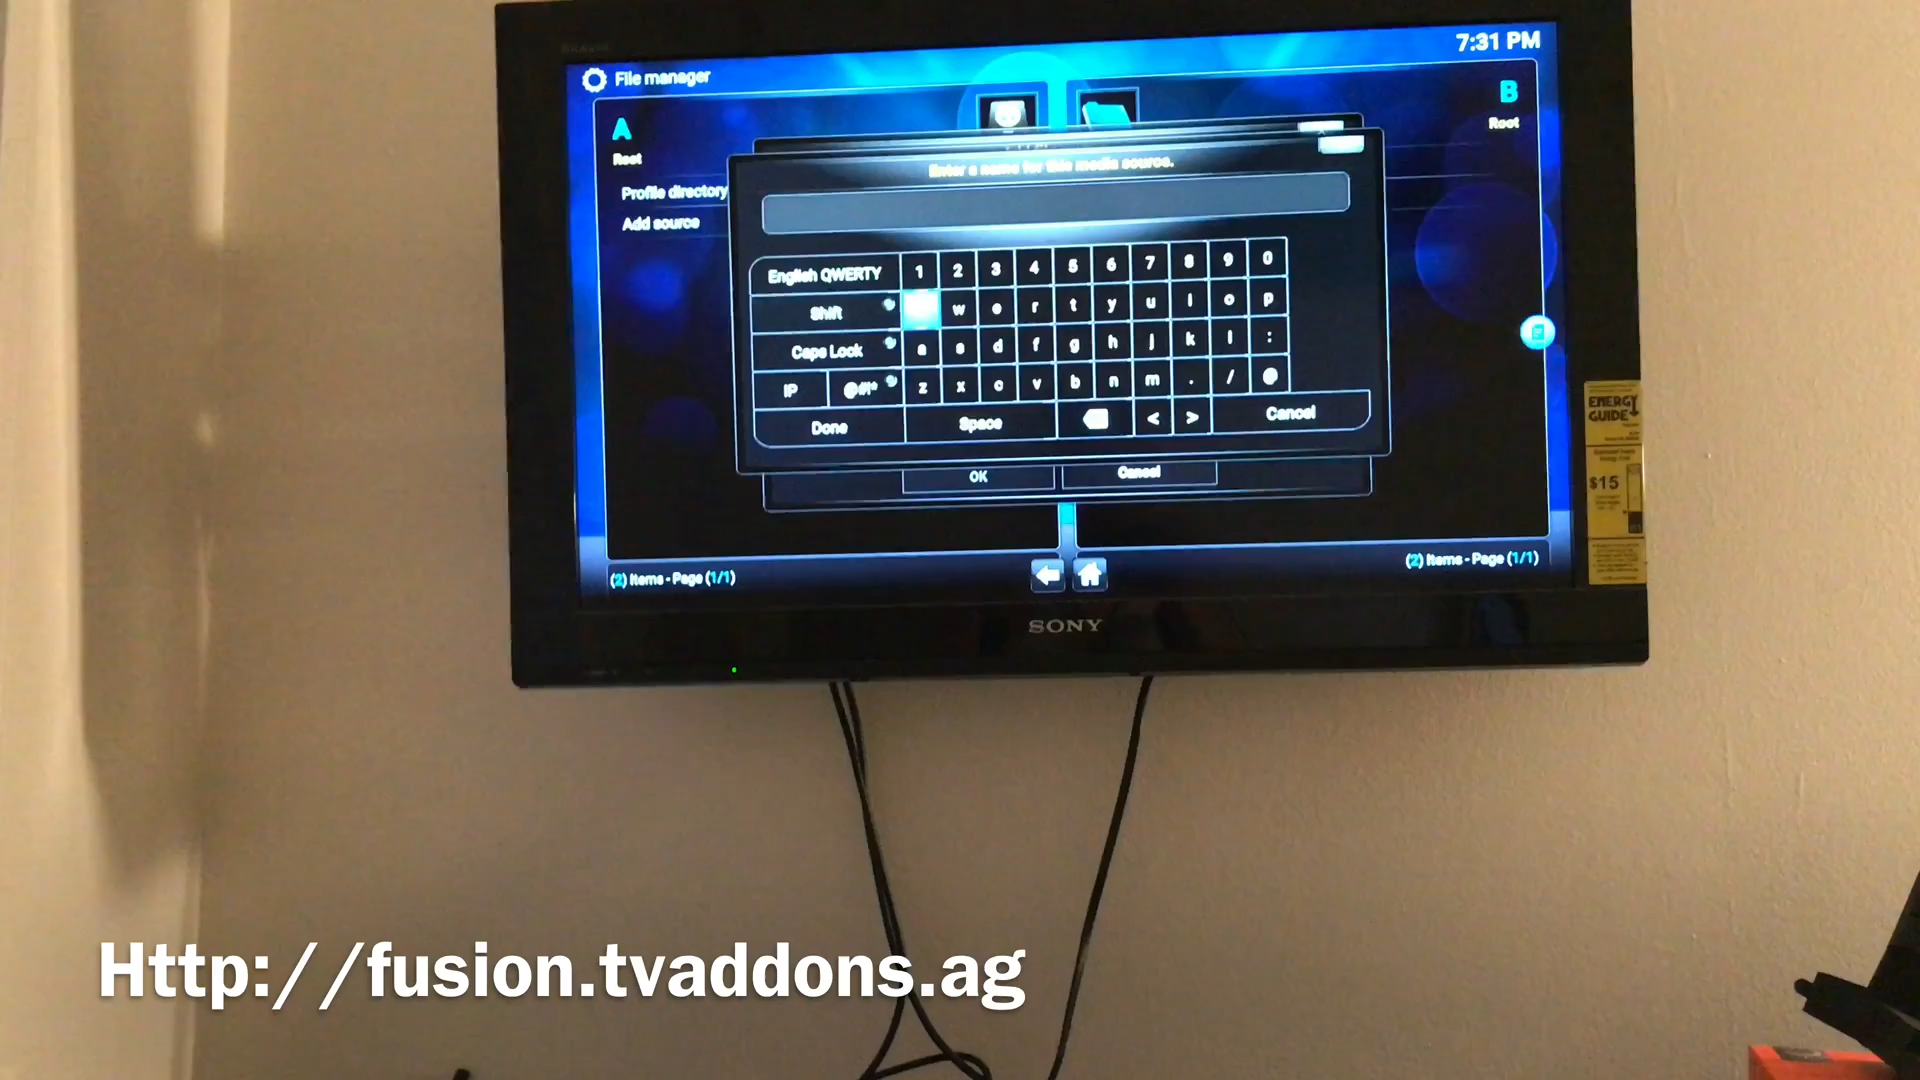 BRAVIA
7:31 PM
File manager
A
B
Root
Root
Enter a name for this media source.
Profile directory
Add source
English QWERTY 1 2 3 4 5 6 7 8 9 0
Shift w e r t y u i o p
Caps Lock a s d f g h j k l :
IP @#!* z x c v b n m . / @
Done Space < > Cancel
OK Cancel
(2) Items - Page (1/1)
(2) Items - Page (1/1)
SONY
ENERGY
GUIDE
$15
Http://fusion.tvaddons.ag